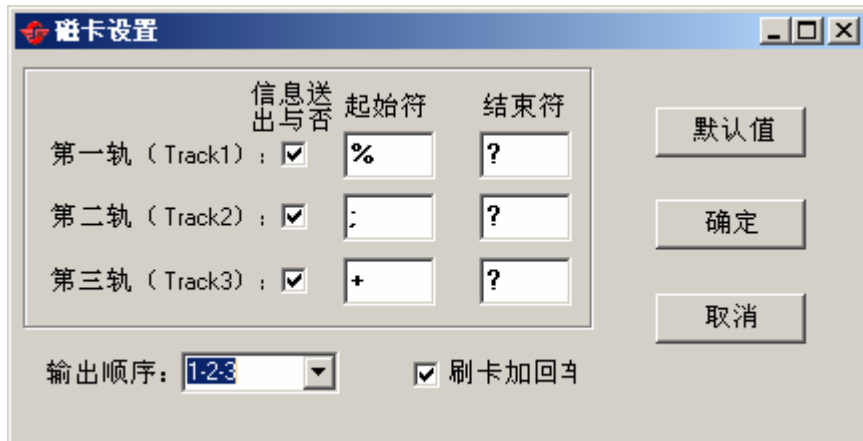 磁卡设置
信息送出与否 起始符 结束符
第一轨（Track1）： % ?
第二轨（Track2）： ; ?
第三轨（Track3）： + ?
输出顺序： 1-2-3 刷卡加回车
默认值
确定
取消